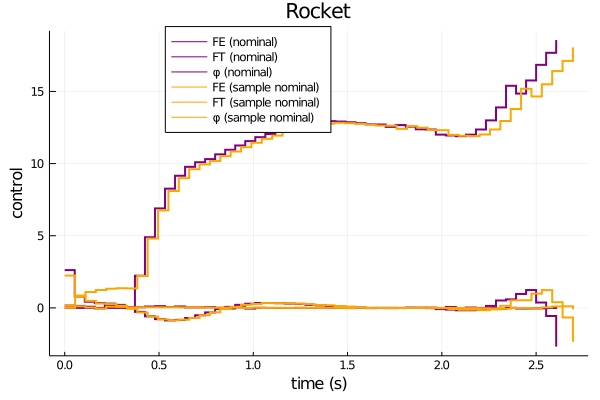 Rocket
FE (nominal)
FT (nominal)
φ (nominal)
FE (sample nominal)
FT (sample nominal)
φ (sample nominal)
control
15
10
5
0
0.0 0.5 1.0 1.5 2.0 2.5
time (s)